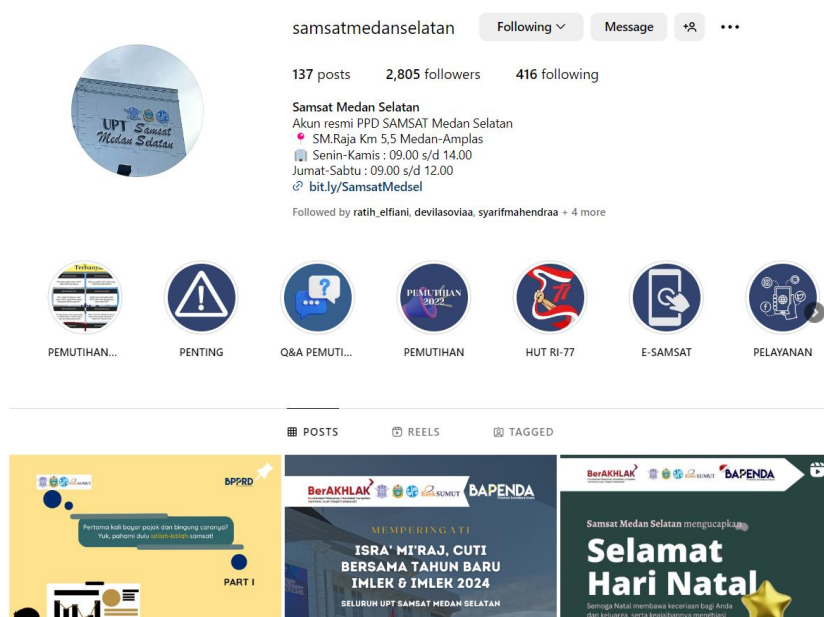 samsatmedanselatan
Following
Message
137 posts
2,805 followers
416 following
Samsat Medan Selatan
Akun resmi PPD SAMSAT Medan Selatan
SM.Raja Km 5,5 Medan-Amplas
Senin-Kamis : 09.00 s/d 14.00
Jumat-Sabtu : 09.00 s/d 12.00
bit.ly/SamsatMedsel
Followed by ratih_elfiani, devilasoviaa, syarifmahendraa + 4 more
UPT Samsat
Medan Selatan
PEMUTIHAN
2022
77
PEMUTIHAN...
PENTING
Q&A PEMUTI...
PEMUTIHAN
HUT RI-77
E-SAMSAT
PELAYANAN
POSTS
REELS
TAGGED
BPPRD
Pertama kali bayar pajak dan bingung caranya?
Yuk, pahami dulu istilah-istilah samsat!
PART I
BerAKHLAK
BAPENDA
MEMPERINGATI
ISRA' MI'RAJ, CUTI
BERSAMA TAHUN BARU
IMLEK & IMLEK 2024
SELURUH UPT SAMSAT MEDAN SELATAN
BerAKHLAK
BAPENDA
Samsat Medan Selatan mengucapkan
Selamat
Hari Natal
Semoga Natal membawa keceriaan bagi Anda